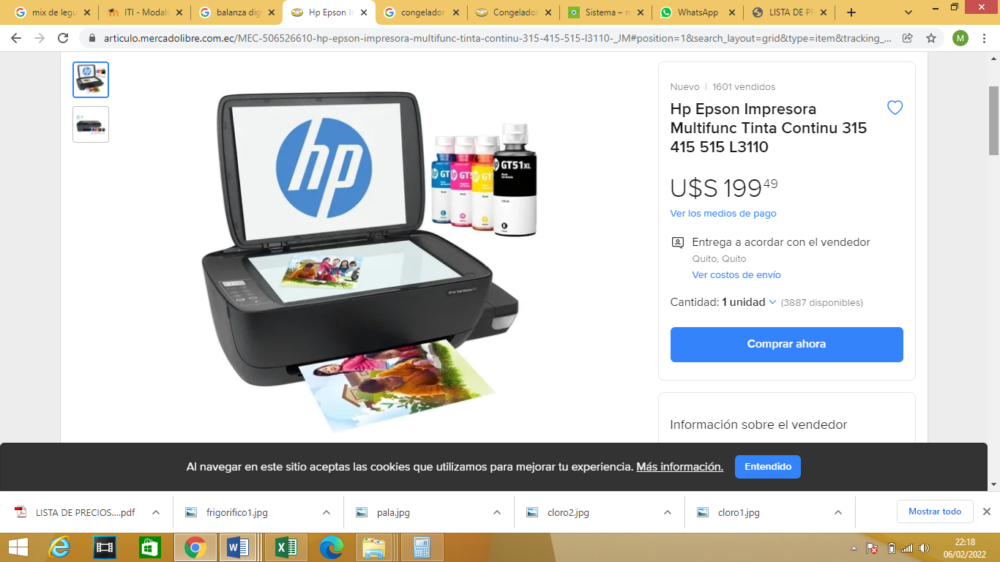 mix de legu
ITI - Modali
balanza dig
Hp Epson I
congelador
Congelador
Sistema – m
WhatsApp
LISTA DE PR
articulo.mercadolibre.com.ec/MEC-506526610-hp-epson-impresora-multifunc-tinta-continu-315-415-515-l3110-_JM#position=1&search_layout=grid&type=item&tracking_...
M
hp
GT51XL
Nuevo | 1601 vendidos
Hp Epson Impresora
Multifunc Tinta Continu 315
415 515 L3110
U$S 199 49
Ver los medios de pago
Entrega a acordar con el vendedor
Quito, Quito
Ver costos de envío
Cantidad: 1 unidad (3887 disponibles)
Comprar ahora
Información sobre el vendedor
Al navegar en este sitio aceptas las cookies que utilizamos para mejorar tu experiencia. Más información.
Entendido
LISTA DE PRECIOS....pdf
frigorifico1.jpg
pala.jpg
cloro2.jpg
cloro1.jpg
Mostrar todo
22:18
06/02/2022